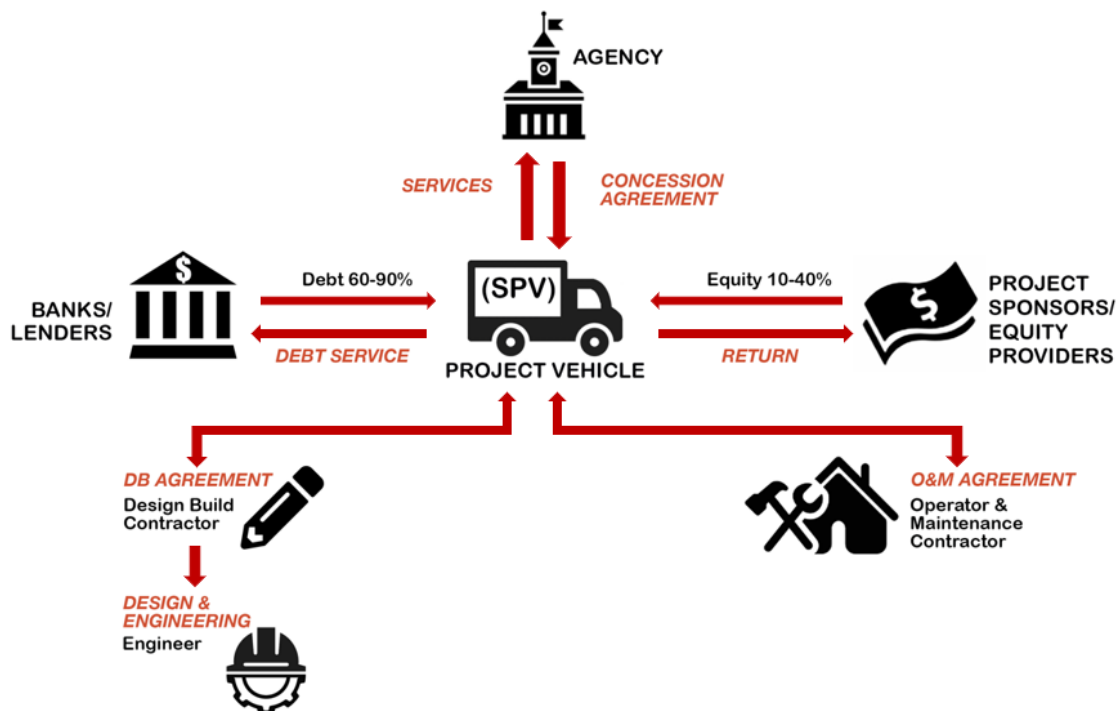 AGENCY
SERVICES
CONCESSION
AGREEMENT
$
BANKS/
LENDERS
Debt 60-90%
DEBT SERVICE
(SPV)
PROJECT VEHICLE
Equity 10-40%
RETURN
$
PROJECT
SPONSORS/
EQUITY
PROVIDERS
DB AGREEMENT
Design Build
Contractor
DESIGN &
ENGINEERING
Engineer
O&M AGREEMENT
Operator &
Maintenance
Contractor